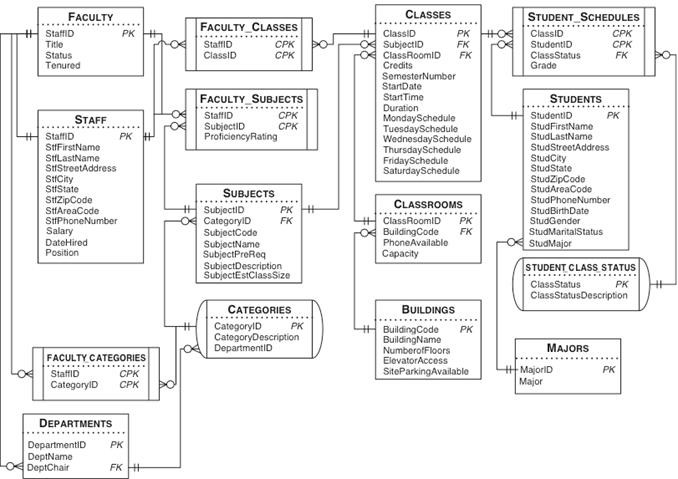 FACULTY
StaffID PK
Title
Status
Tenured
STAFF
StaffID PK
StfFirstName
StfLastName
StfStreetAddress
StfCity
StfState
StfZipCode
StfAreaCode
StfPhoneNumber
Salary
DateHired
Position
FACULTY_CATEGORIES
StaffID CPK
CategoryID CPK
DEPARTMENTS
DepartmentID PK
DeptName
DeptChair FK
FACULTY_CLASSES
StaffID CPK
ClassID CPK
FACULTY_SUBJECTS
StaffID CPK
SubjectID CPK
ProficiencyRating
SUBJECTS
SubjectID PK
CategoryID FK
SubjectCode
SubjectName
SubjectPreReq
SubjectDescription
SubjectEstClassSize
CATEGORIES
CategoryID PK
CategoryDescription
DepartmentID
CLASSES
ClassID PK
SubjectID FK
ClassRoomID FK
Credits
SemesterNumber
StartDate
StartTime
Duration
MondaySchedule
TuesdaySchedule
WednesdaySchedule
ThursdaySchedule
FridaySchedule
SaturdaySchedule
CLASSROOMS
ClassRoomID PK
BuildingCode FK
PhoneAvailable
Capacity
BUILDINGS
BuildingCode PK
BuildingName
NumberofFloors
ElevatorAccess
SiteParkingAvailable
STUDENT_SCHEDULES
ClassID CPK
StudentID CPK
ClassStatus FK
Grade
STUDENTS
StudentID PK
StudFirstName
StudLastName
StudStreetAddress
StudCity
StudState
StudZipCode
StudAreaCode
StudPhoneNumber
StudBirthDate
StudGender
StudMaritalStatus
StudMajor
STUDENT_CLASS_STATUS
ClassStatus PK
ClassStatusDescription
MAJORS
MajorID PK
Major